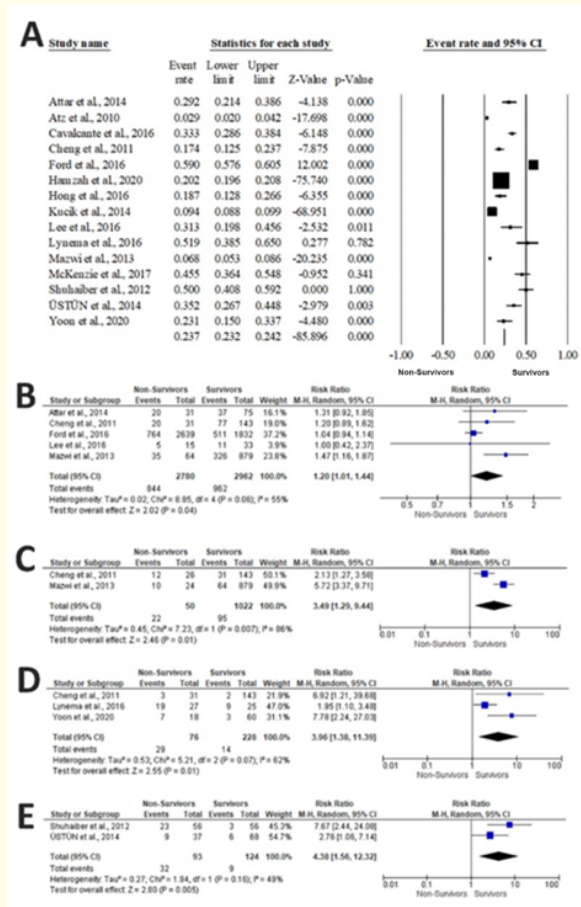 A
Study name Statistics for each study Event rate and 95% CI
Event Lower Upper
rate limit limit Z-Value p-Value
Attar et al., 2014 0.292 0.214 0.386 -4.138 0.000
Atz et al., 2010 0.029 0.020 0.042 -17.698 0.000
Cavalcante et al., 2016 0.333 0.286 0.384 -6.148 0.000
Cheng et al., 2011 0.174 0.125 0.237 -7.875 0.000
Ford et al., 2016 0.590 0.576 0.605 12.002 0.000
Hamzah et al., 2020 0.202 0.196 0.208 -75.740 0.000
Hong et al., 2016 0.187 0.128 0.266 -6.355 0.000
Kucik et al., 2014 0.094 0.088 0.099 -68.951 0.000
Lee et al., 2016 0.313 0.198 0.456 -2.532 0.011
Lynema et al., 2016 0.519 0.385 0.650 0.277 0.782
Mazwi et al., 2013 0.068 0.053 0.086 -20.235 0.000
McKenzie et al., 2017 0.455 0.364 0.548 -0.952 0.341
Shuhaiber et al., 2012 0.500 0.408 0.592 0.000 1.000
ÜSTÜN et al., 2014 0.352 0.267 0.448 -2.979 0.003
Yoon et al., 2020 0.231 0.150 0.337 -4.480 0.000
0.237 0.232 0.242 -85.896 0.000
-1.00 -0.50 0.00 0.50 1.00
Non-Survivors Survivors
B
Non-Survivors Survivors Risk Ratio Risk Ratio
Study or Subgroup Events Total Events Total Weight M-H, Random, 95% CI M-H, Random, 95% CI
Attar et al., 2014 20 31 37 75 16.1% 1.31 [0.92, 1.85]
Cheng et al., 2011 20 31 77 143 19.0% 1.20 [0.89, 1.62]
Ford et al., 2016 764 2639 511 1832 37.2% 1.04 [0.94, 1.14]
Lee et al., 2016 5 15 11 33 3.9% 1.00 [0.42, 2.37]
Mazwi et al., 2013 35 64 326 879 23.7% 1.47 [1.16, 1.87]
Total (95% CI) 2780 2962 100.0% 1.20 [1.01, 1.44]
Total events 844 962
Heterogeneity: Tau² = 0.02; Chi² = 8.85, df = 4 (P = 0.06); I² = 55%
Test for overall effect: Z = 2.02 (P = 0.04)
0.5 0.7 1 1.5 2
Non-Survivors Survivors
C
Non-Survivors Survivors Risk Ratio Risk Ratio
Study or Subgroup Events Total Events Total Weight M-H, Random, 95% CI M-H, Random, 95% CI
Cheng et al., 2011 12 26 31 143 50.1% 2.13 [1.27, 3.58]
Mazwi et al., 2013 10 24 64 879 49.9% 5.72 [3.37, 9.71]
Total (95% CI) 50 1022 100.0% 3.49 [1.29, 9.44]
Total events 22 95
Heterogeneity: Tau² = 0.45; Chi² = 7.23, df = 1 (P = 0.007); I² = 86%
Test for overall effect: Z = 2.46 (P = 0.01)
0.01 0.1 1 10 100
Non-Survivors Survivors
D
Non-Survivors Survivors Risk Ratio Risk Ratio
Study or Subgroup Events Total Events Total Weight M-H, Random, 95% CI M-H, Random, 95% CI
Cheng et al., 2011 3 31 2 143 21.9% 6.92 [1.21, 39.68]
Lynema et al., 2016 19 27 9 25 47.0% 1.95 [1.10, 3.48]
Yoon et al., 2020 7 18 3 60 31.1% 7.78 [2.24, 27.03]
Total (95% CI) 76 228 100.0% 3.96 [1.38, 11.39]
Total events 29 14
Heterogeneity: Tau² = 0.53; Chi² = 5.21, df = 2 (P = 0.07); I² = 62%
Test for overall effect: Z = 2.55 (P = 0.01)
0.01 0.1 1 10 100
Non-Survivors Survivors
E
Non-Survivors Survivors Risk Ratio Risk Ratio
Study or Subgroup Events Total Events Total Weight M-H, Random, 95% CI M-H, Random, 95% CI
Shuhaiber et al., 2012 23 56 3 56 45.3% 7.67 [2.44, 24.08]
ÜSTÜN et al., 2014 9 37 6 68 54.7% 2.76 [1.06, 7.14]
Total (95% CI) 93 124 100.0% 4.38 [1.56, 12.32]
Total events 32 9
Heterogeneity: Tau² = 0.27; Chi² = 1.94, df = 1 (P = 0.16); I² = 49%
Test for overall effect: Z = 2.80 (P = 0.005)
0.01 0.1 1 10 100
Non-Survivors Survivors